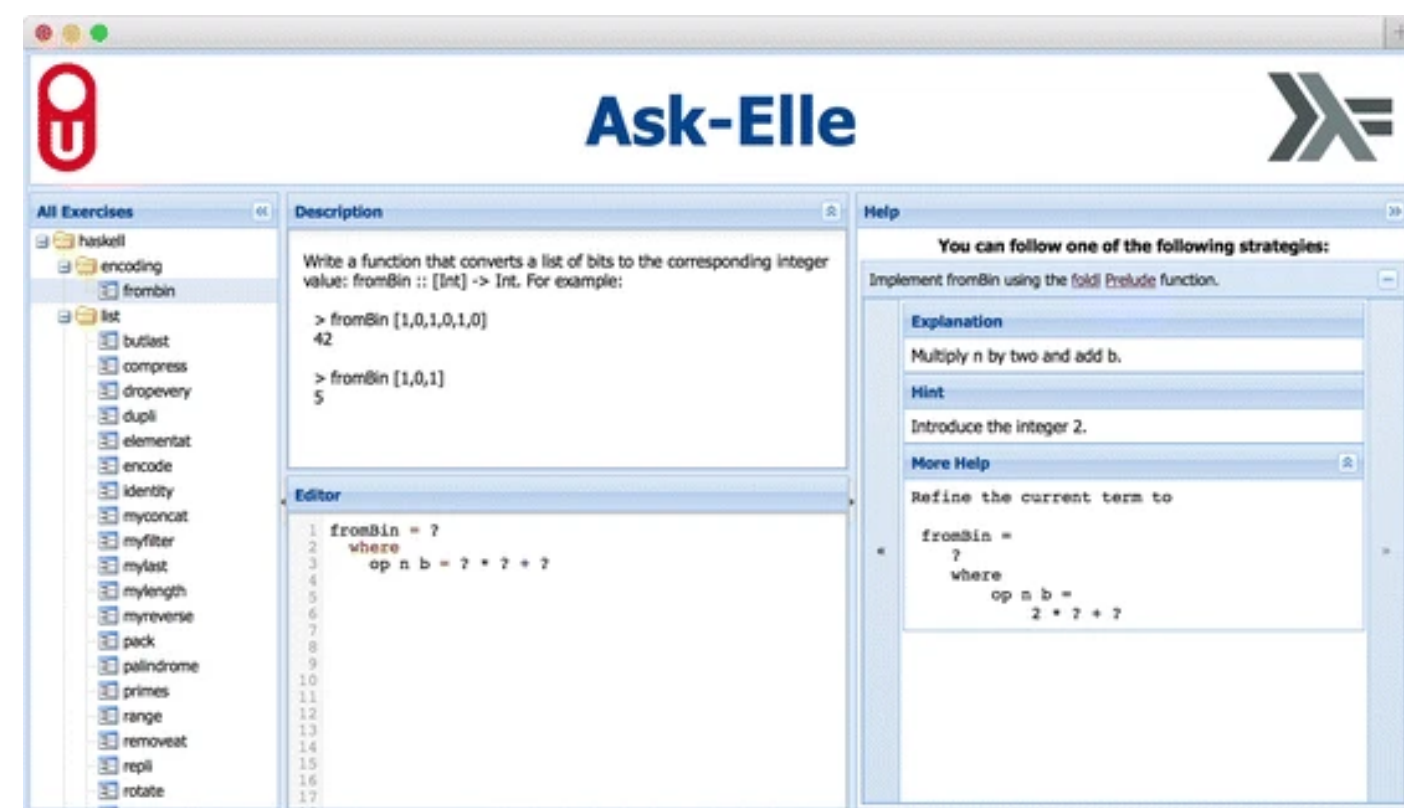 U
Ask-Elle
All Exercises
haskell
encoding
frombin
list
butlast
compress
dropevery
dupli
elementat
encode
identity
myconcat
myfilter
mylast
mylength
myreverse
pack
palindrome
primes
range
removeat
repli
rotate
Description
Write a function that converts a list of bits to the corresponding integer
value: fromBin :: [Int] -> Int. For example:
> fromBin [1,0,1,0,1,0]
42
> fromBin [1,0,1]
5
Editor
1 fromBin = ?
2 where
3 op n b = ? * ? + ?
4
5
6
7
8
9
10
11
12
13
14
15
16
17
Help
You can follow one of the following strategies:
Implement fromBin using the foldl Prelude function.
Explanation
Multiply n by two and add b.
Hint
Introduce the integer 2.
More Help
Refine the current term to
fromBin =
?
where
op n b =
2 * ? + ?